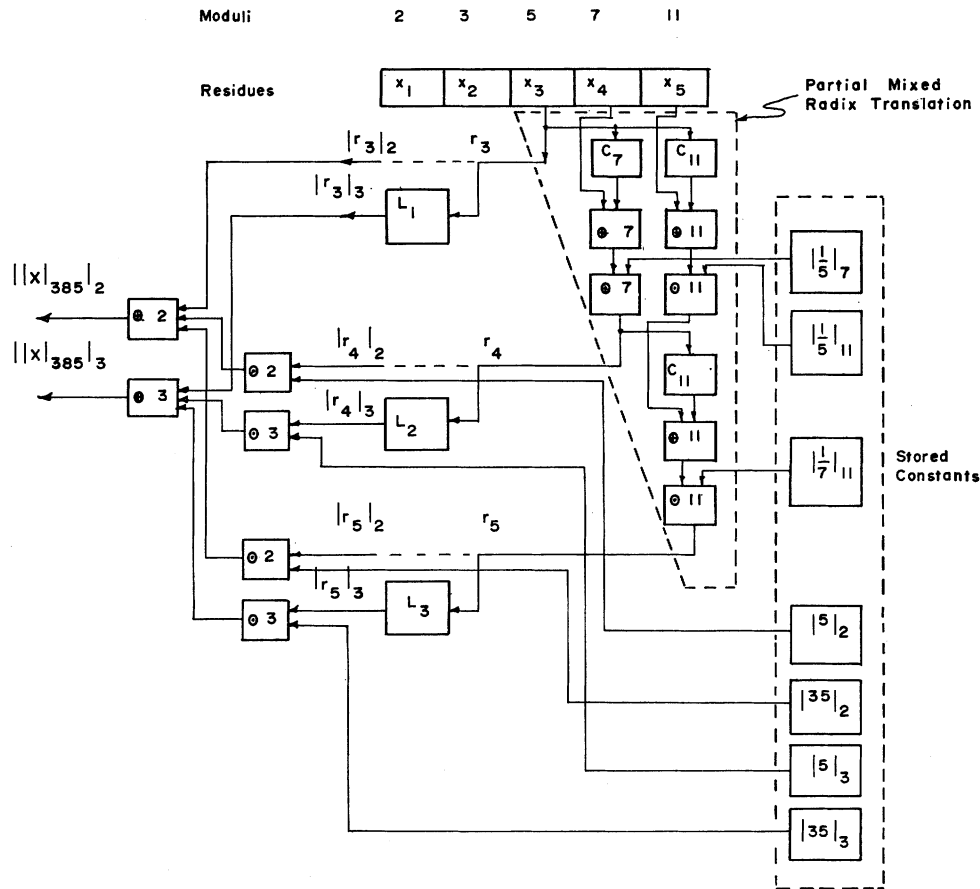 Moduli 2 3 5 7 11
Residues x₁ x₂ x₃ x₄ x₅
Partial Mixed
Radix Translation
|r₃|₂ r₃
C₇ C₁₁
|r₃|₃
L₁
⊕ 7 ⊕ 11
|1/5|₇
||x|₃₈₅|₂
⊕ 2
⊕ 7 ⊙ 11
|1/5|₁₁
||x|₃₈₅|₃
⊕ 3
|r₄|₂ r₄
⊙ 2
C₁₁
|r₄|₃
L₂
⊙ 3
⊕ 11
|1/7|₁₁
Stored
Constants
⊙ 11
|r₅|₂ r₅
⊙ 2
|r₅|₃
L₃
⊙ 3
|5|₂
|35|₂
|5|₃
|35|₃